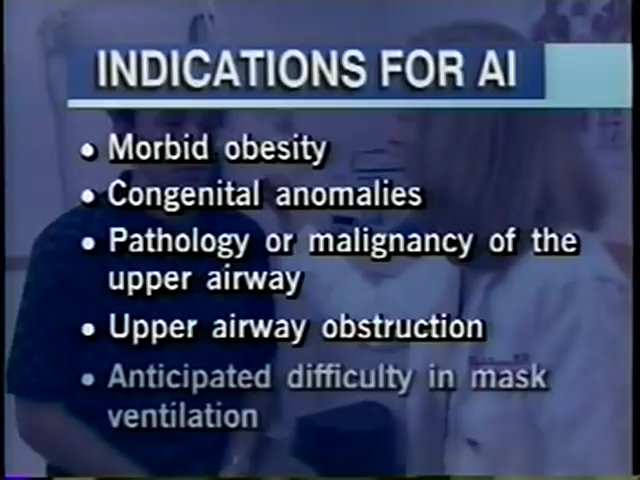 INDICATIONS FOR AI
• Morbid obesity
• Congenital anomalies
• Pathology or malignancy of the
upper airway
• Upper airway obstruction
• Anticipated difficulty in mask
ventilation